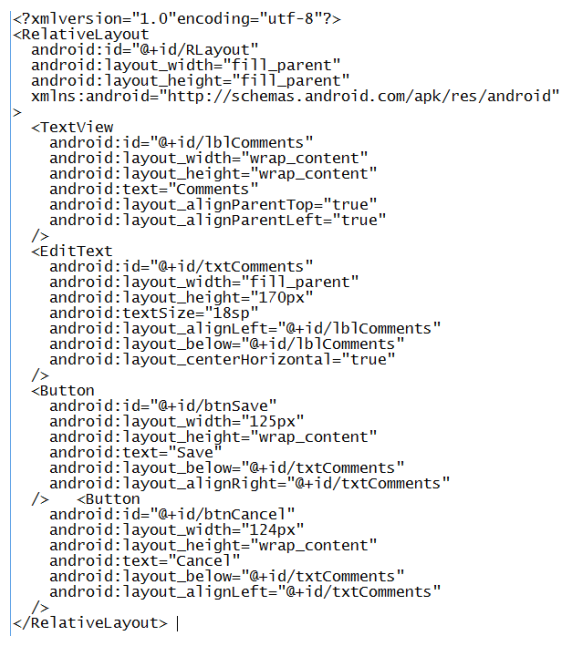 <?xmlversion="1.0"encoding="utf-8"?>
<RelativeLayout
  android:id="@+id/RLayout"
  android:layout_width="fill_parent"
  android:layout_height="fill_parent"
  xmlns:android="http://schemas.android.com/apk/res/android"
>
  <TextView
    android:id="@+id/lblComments"
    android:layout_width="wrap_content"
    android:layout_height="wrap_content"
    android:text="Comments"
    android:layout_alignParentTop="true"
    android:layout_alignParentLeft="true"
  />
  <EditText
    android:id="@+id/txtComments"
    android:layout_width="fill_parent"
    android:layout_height="170px"
    android:textSize="18sp"
    android:layout_alignLeft="@+id/lblComments"
    android:layout_below="@+id/lblComments"
    android:layout_centerHorizontal="true"
  />
  <Button
    android:id="@+id/btnSave"
    android:layout_width="125px"
    android:layout_height="wrap_content"
    android:text="Save"
    android:layout_below="@+id/txtComments"
    android:layout_alignRight="@+id/txtComments"
  />   <Button
    android:id="@+id/btnCancel"
    android:layout_width="124px"
    android:layout_height="wrap_content"
    android:text="Cancel"
    android:layout_below="@+id/txtComments"
    android:layout_alignLeft="@+id/txtComments"
  />
</RelativeLayout>